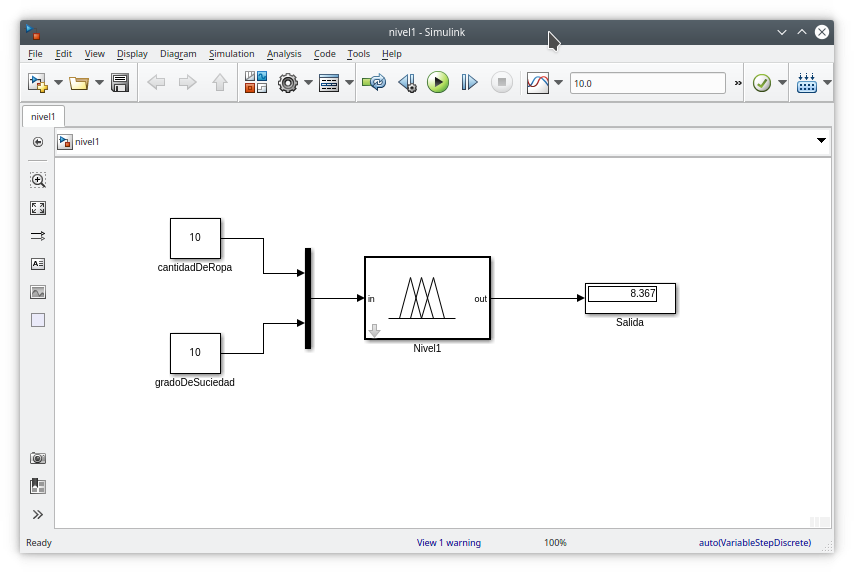 nivel1 - Simulink
File Edit View Display Diagram Simulation Analysis Code Tools Help
10.0 »
nivel1
nivel1
10
cantidadDeRopa
10
gradoDeSuciedad
in
out
Nivel1
8.367
Salida
Ready View 1 warning 100% auto(VariableStepDiscrete)